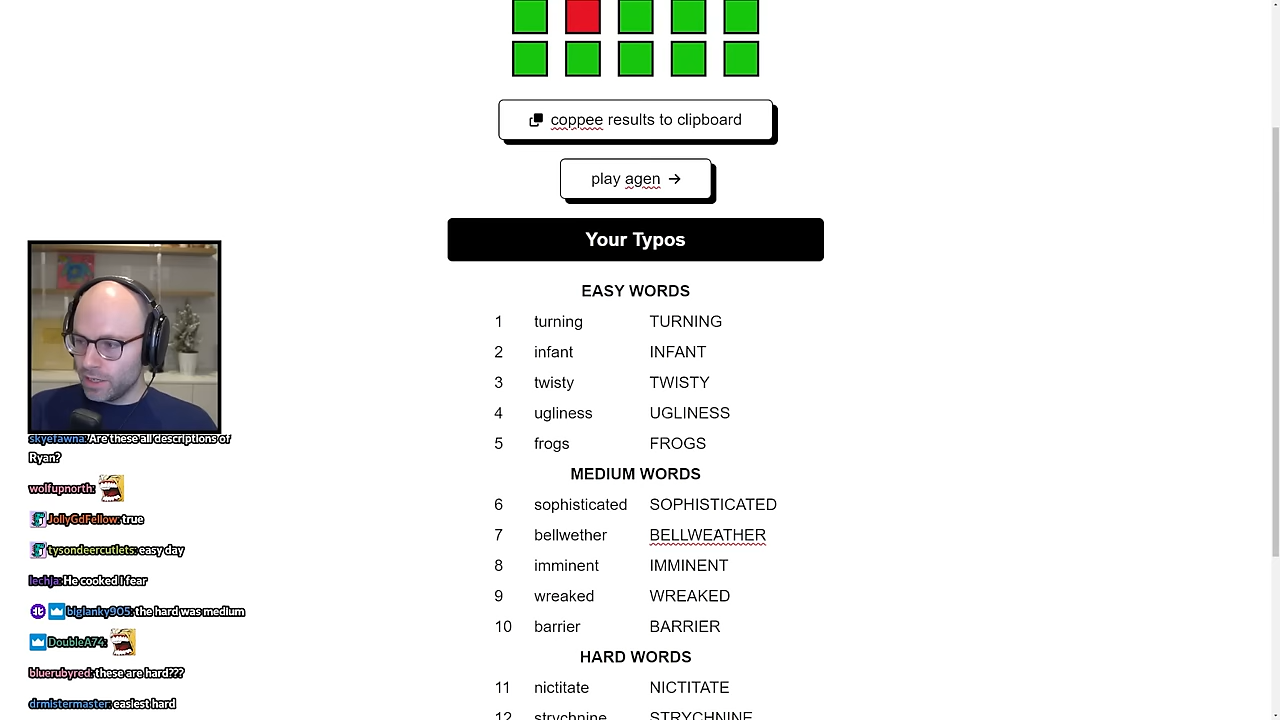 coppee results to clipboard
play agen →
Your Typos
EASY WORDS
1 turning TURNING
2 infant INFANT
3 twisty TWISTY
4 ugliness UGLINESS
5 frogs FROGS
MEDIUM WORDS
6 sophisticated SOPHISTICATED
7 bellwether BELLWEATHER
8 imminent IMMINENT
9 wreaked WREAKED
10 barrier BARRIER
HARD WORDS
11 nictitate NICTITATE
12 strychnine STRYCHNINE
skyefawna: Are these all descriptions of
Ryan?
wolfupnorth:
JollyGdFellow: true
tysondeercutlets: easy day
lechja: He cooked I fear
biglanky905: the hard was medium
DoubleA74:
bluerubyred: these are hard???
drmistermaster: easiest hard